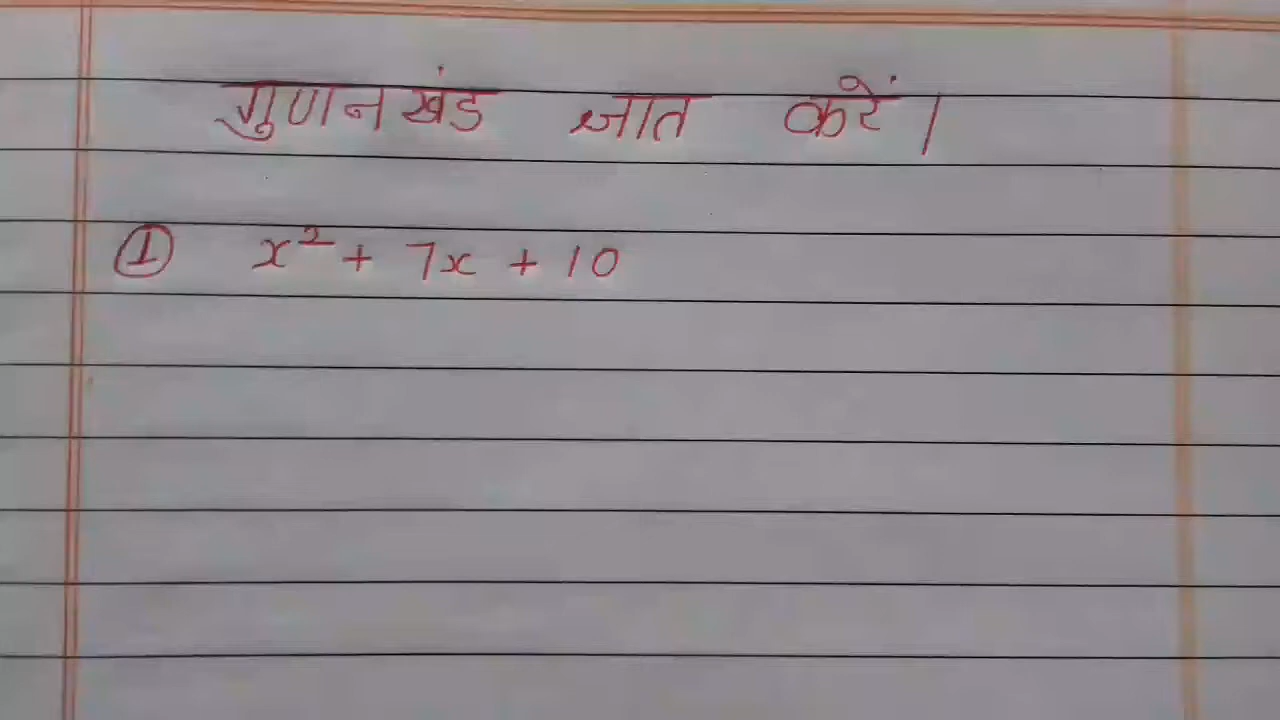 गुणनखंड ज्ञात करें।
① x² + 7x + 10